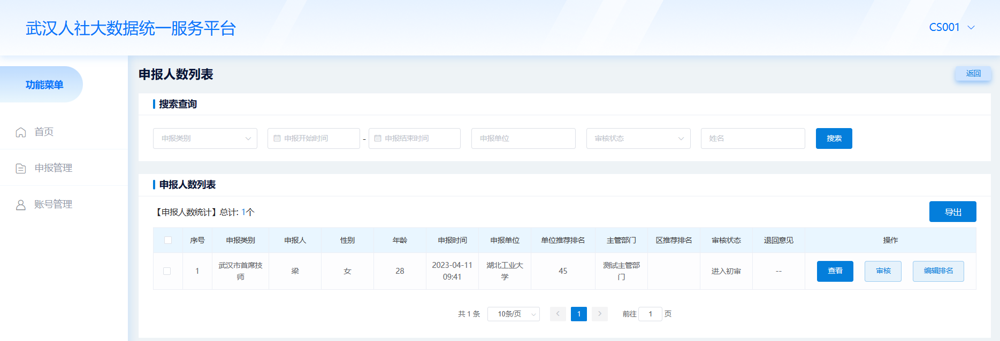 武汉人社大数据统一服务平台
CS001
功能菜单
首页
申报管理
账号管理
申报人数列表
返回
搜索查询
申报类别
申报开始时间
-
申报结束时间
申报单位
审核状态
姓名
搜索
申报人数列表
【申报人数统计】总计: 1个
导出
序号 申报类别 申报人 性别 年龄 申报时间 申报单位 单位推荐排名 主管部门 区推荐排名 审核状态 退回意见 操作
1 武汉市首席技 梁 女 28 2023-04-11 湖北工业大 45 测试主管部 进入初审 -- 查看 审核 编辑排名
师 09:41 学 门
共 1 条 10条/页 1 前往 1 页